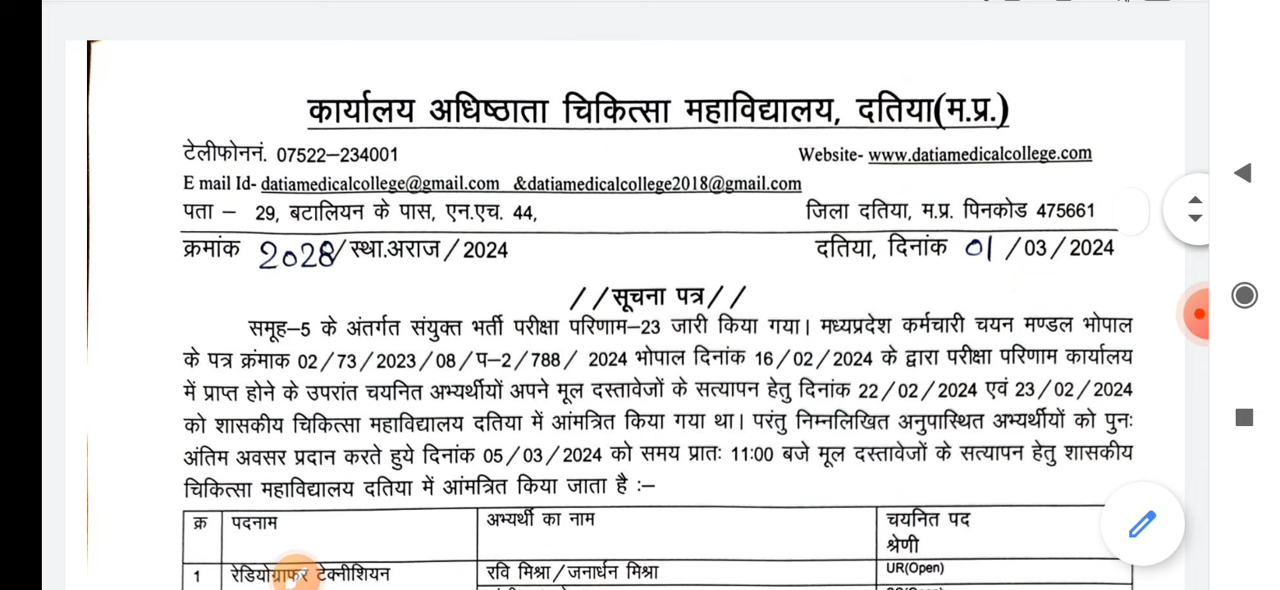 कार्यालय अधिष्ठाता चिकित्सा महाविद्यालय, दतिया(म.प्र.)
टेलीफोननं. 07522–234001 Website- www.datiamedicalcollege.com
E mail Id- datiamedicalcollege@gmail.com &datiamedicalcollege2018@gmail.com
पता – 29, बटालियन के पास, एन.एच. 44, जिला दतिया, म.प्र. पिनकोड 475661
क्रमांक 2028/स्था.अराज/2024 दतिया, दिनांक 01/03/2024
//सूचना पत्र//
समूह–5 के अंतर्गत संयुक्त भर्ती परीक्षा परिणाम–23 जारी किया गया। मध्यप्रदेश कर्मचारी चयन मण्डल भोपाल
के पत्र क्रंमाक 02/73/2023/08/प–2/788/ 2024 भोपाल दिनांक 16/02/2024 के द्वारा परीक्षा परिणाम कार्यालय
में प्राप्त होने के उपरांत चयनित अभ्यर्थीयों अपने मूल दस्तावेजों के सत्यापन हेतु दिनांक 22/02/2024 एवं 23/02/2024
को शासकीय चिकित्सा महाविद्यालय दतिया में आंमत्रित किया गया था। परंतु निम्नलिखित अनुपास्थित अभ्यर्थीयों को पुनः
अंतिम अवसर प्रदान करते हुये दिनांक 05/03/2024 को समय प्रातः 11:00 बजे मूल दस्तावेजों के सत्यापन हेतु शासकीय
चिकित्सा महाविद्यालय दतिया में आंमत्रित किया जाता है :–
क्र पदनाम अभ्यर्थी का नाम चयनित पद
श्रेणी
1 रेडियोग्राफर टेक्नीशियन रवि मिश्रा/जनार्धन मिश्रा UR(Open)